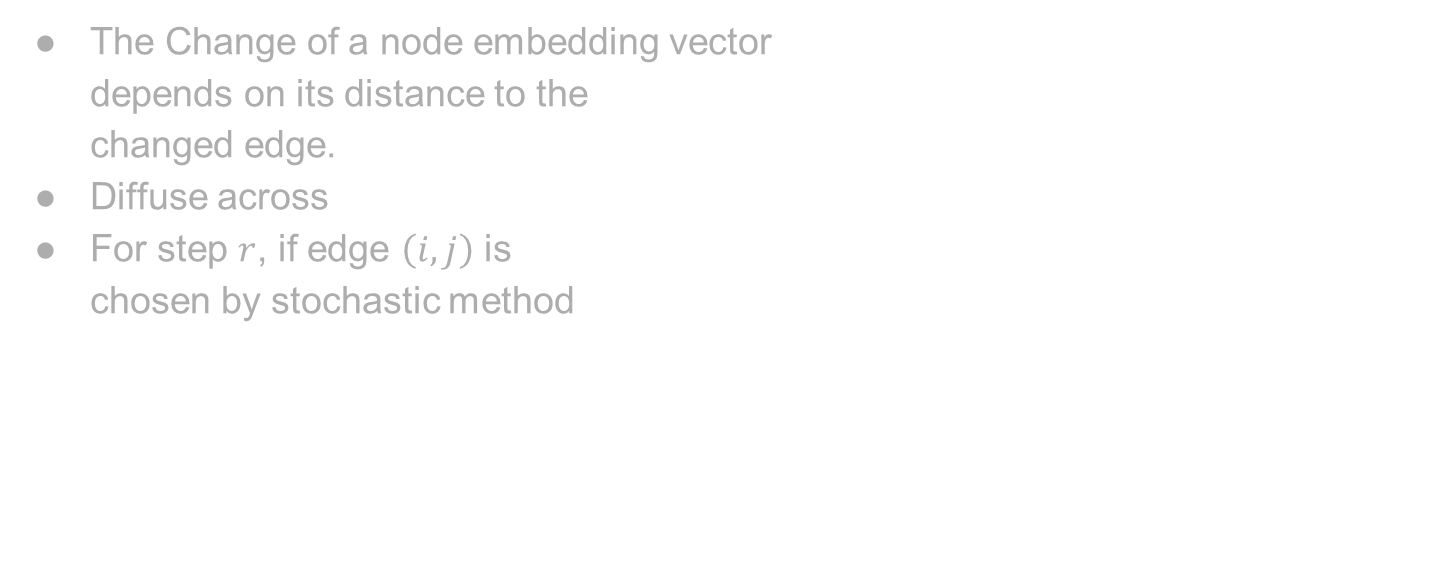 ● The Change of a node embedding vector
depends on its distance to the
changed edge.
● Diffuse across
● For step r, if edge (i, j) is
chosen by stochastic method